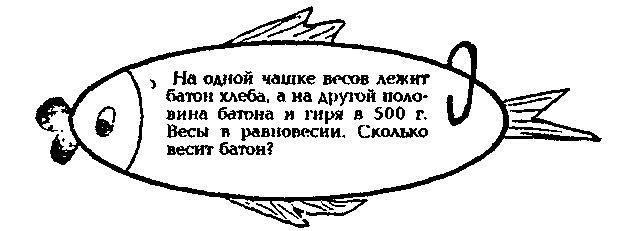 На одной чашке весов лежит
батон хлеба, а на другой поло-
вина батона и гиря в 500 г.
Весы в равновесии. Сколько
весит батон?